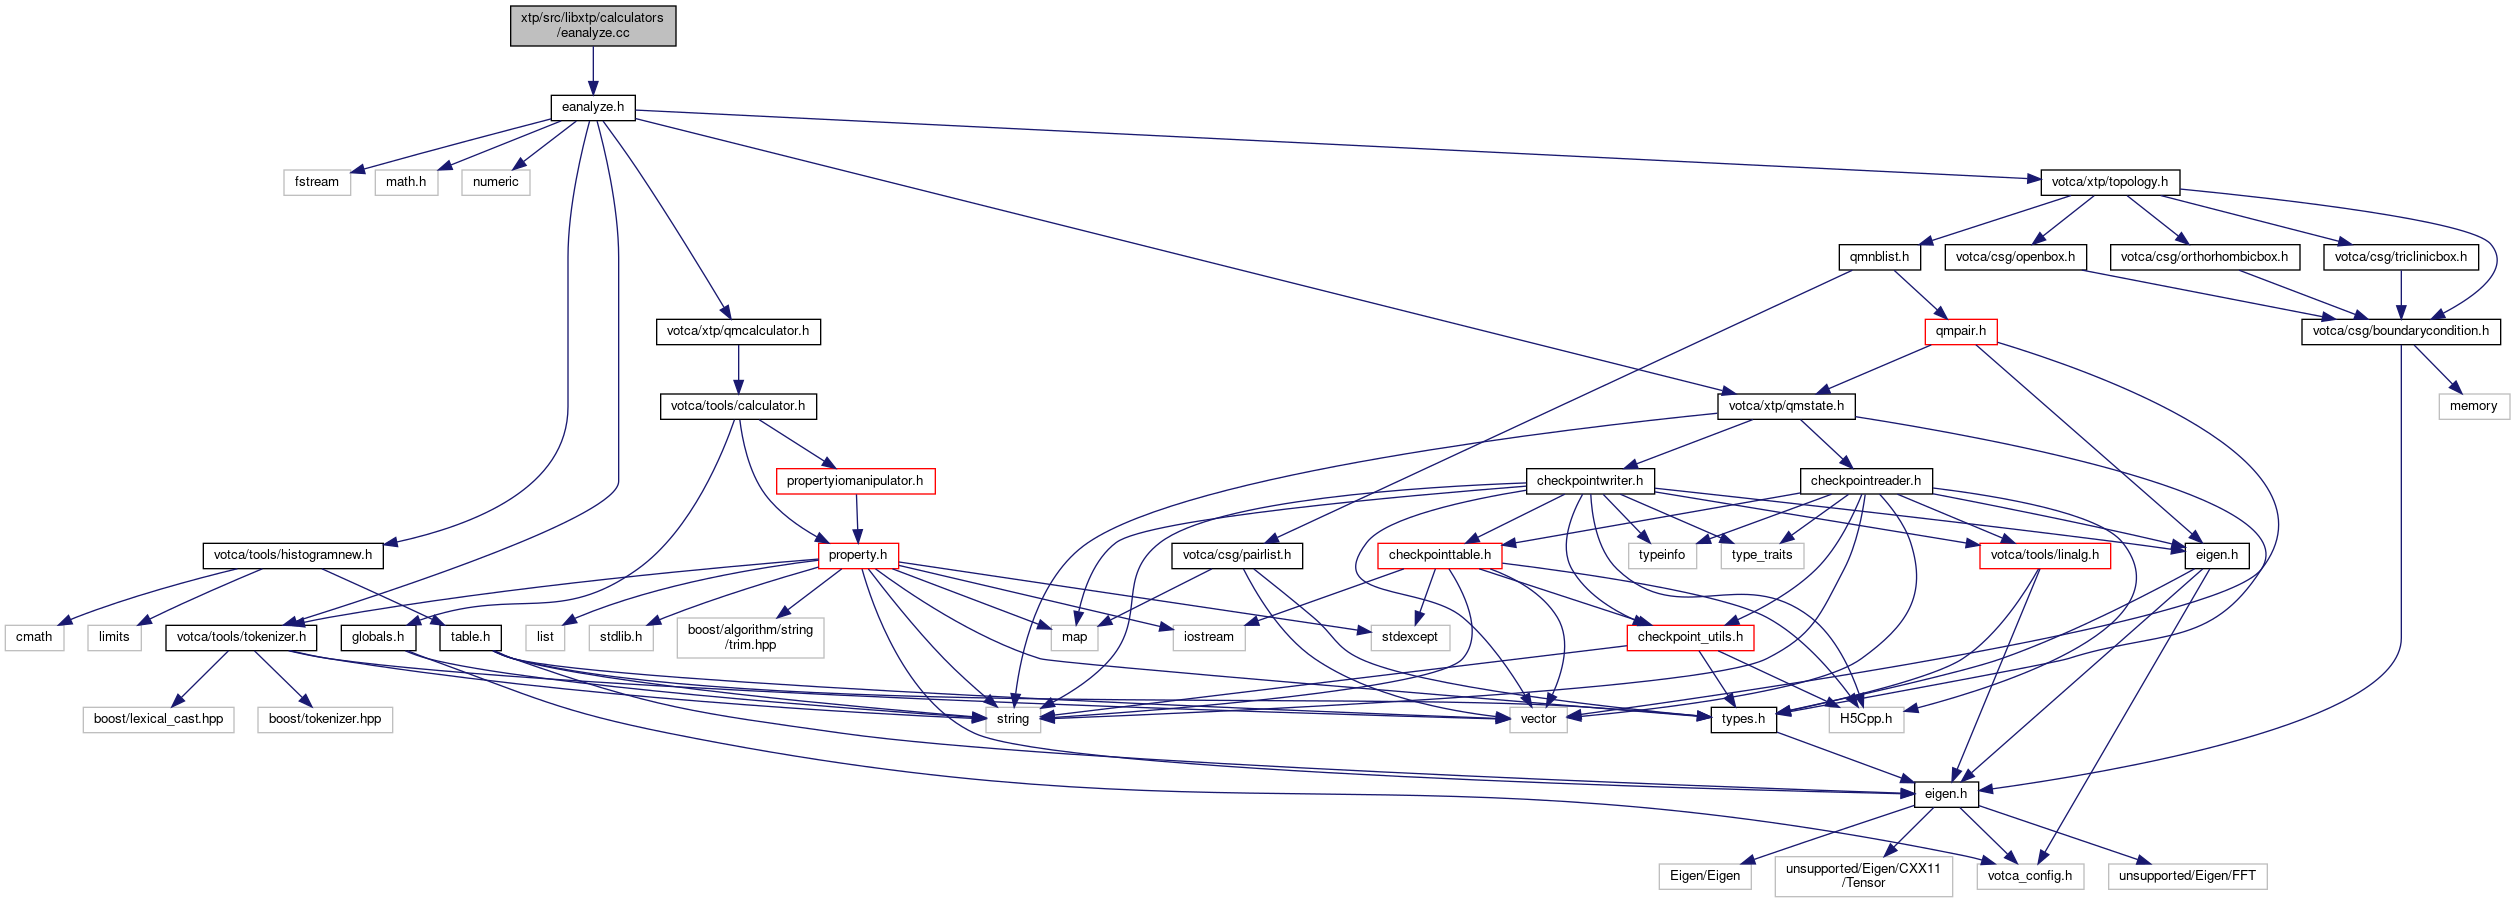 xtp/src/libxtp/calculators
/eanalyze.cc
eanalyze.h
fstream
math.h
numeric
votca/xtp/topology.h
qmnblist.h
votca/csg/openbox.h
votca/csg/orthorhombicbox.h
votca/csg/triclinicbox.h
votca/xtp/qmcalculator.h
qmpair.h
votca/csg/boundarycondition.h
votca/tools/calculator.h
votca/xtp/qmstate.h
memory
propertyiomanipulator.h
checkpointwriter.h
checkpointreader.h
votca/tools/histogramnew.h
property.h
votca/csg/pairlist.h
checkpointtable.h
typeinfo
type_traits
votca/tools/linalg.h
eigen.h
cmath
limits
votca/tools/tokenizer.h
globals.h
table.h
list
stdlib.h
boost/algorithm/string
/trim.hpp
map
iostream
stdexcept
checkpoint_utils.h
boost/lexical_cast.hpp
boost/tokenizer.hpp
string
vector
types.h
H5Cpp.h
eigen.h
Eigen/Eigen
unsupported/Eigen/CXX11
/Tensor
votca_config.h
unsupported/Eigen/FFT